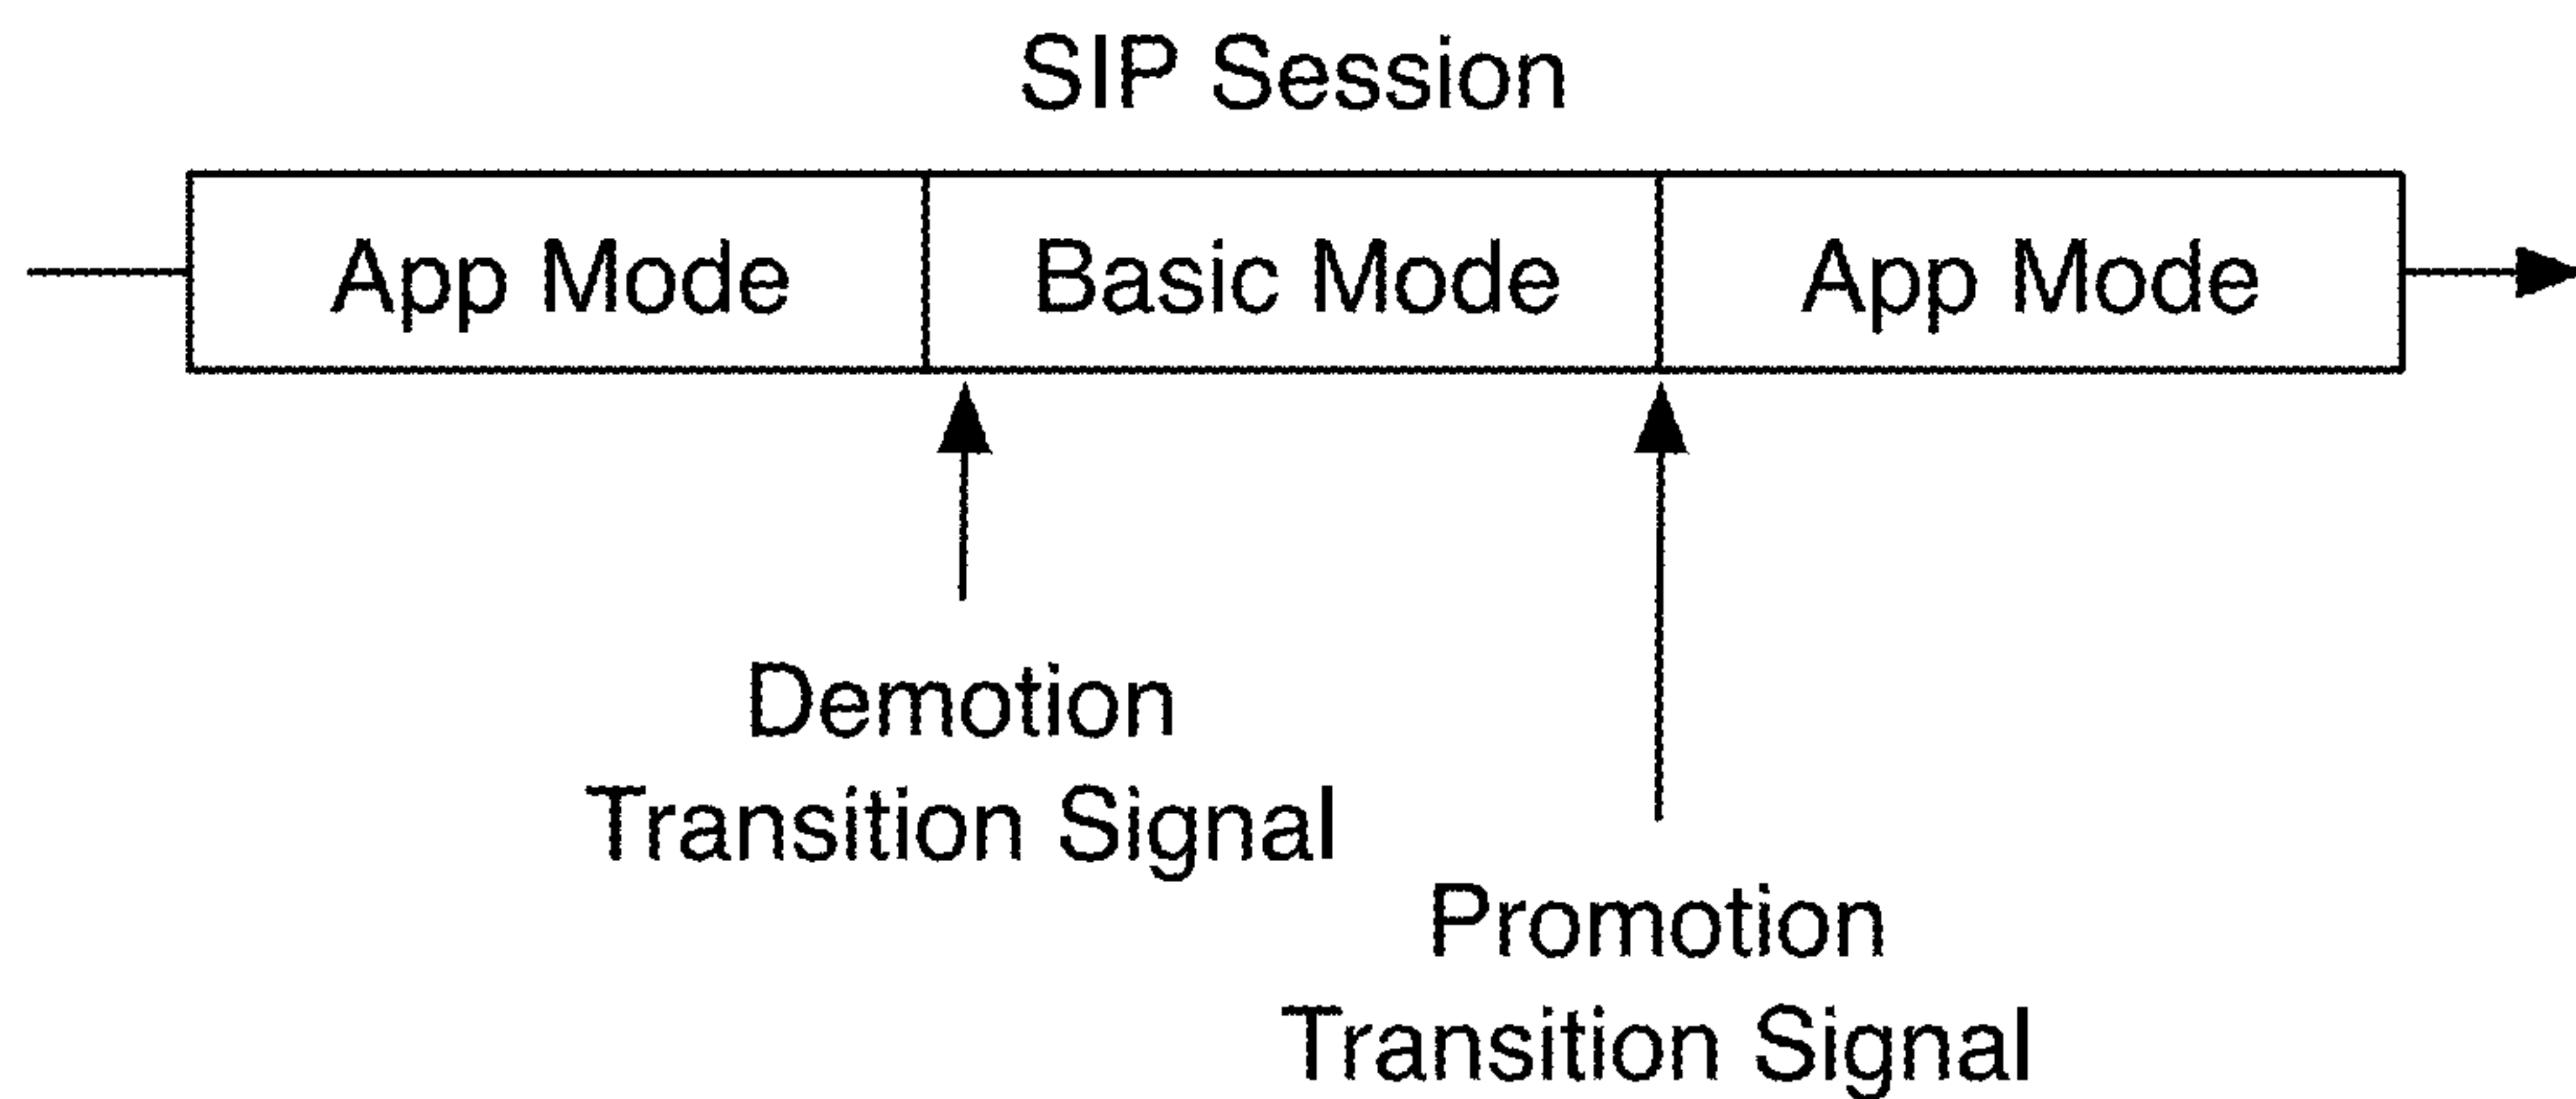 SIP Session
App Mode Basic Mode App Mode
Demotion
Transition Signal
Promotion
Transition Signal